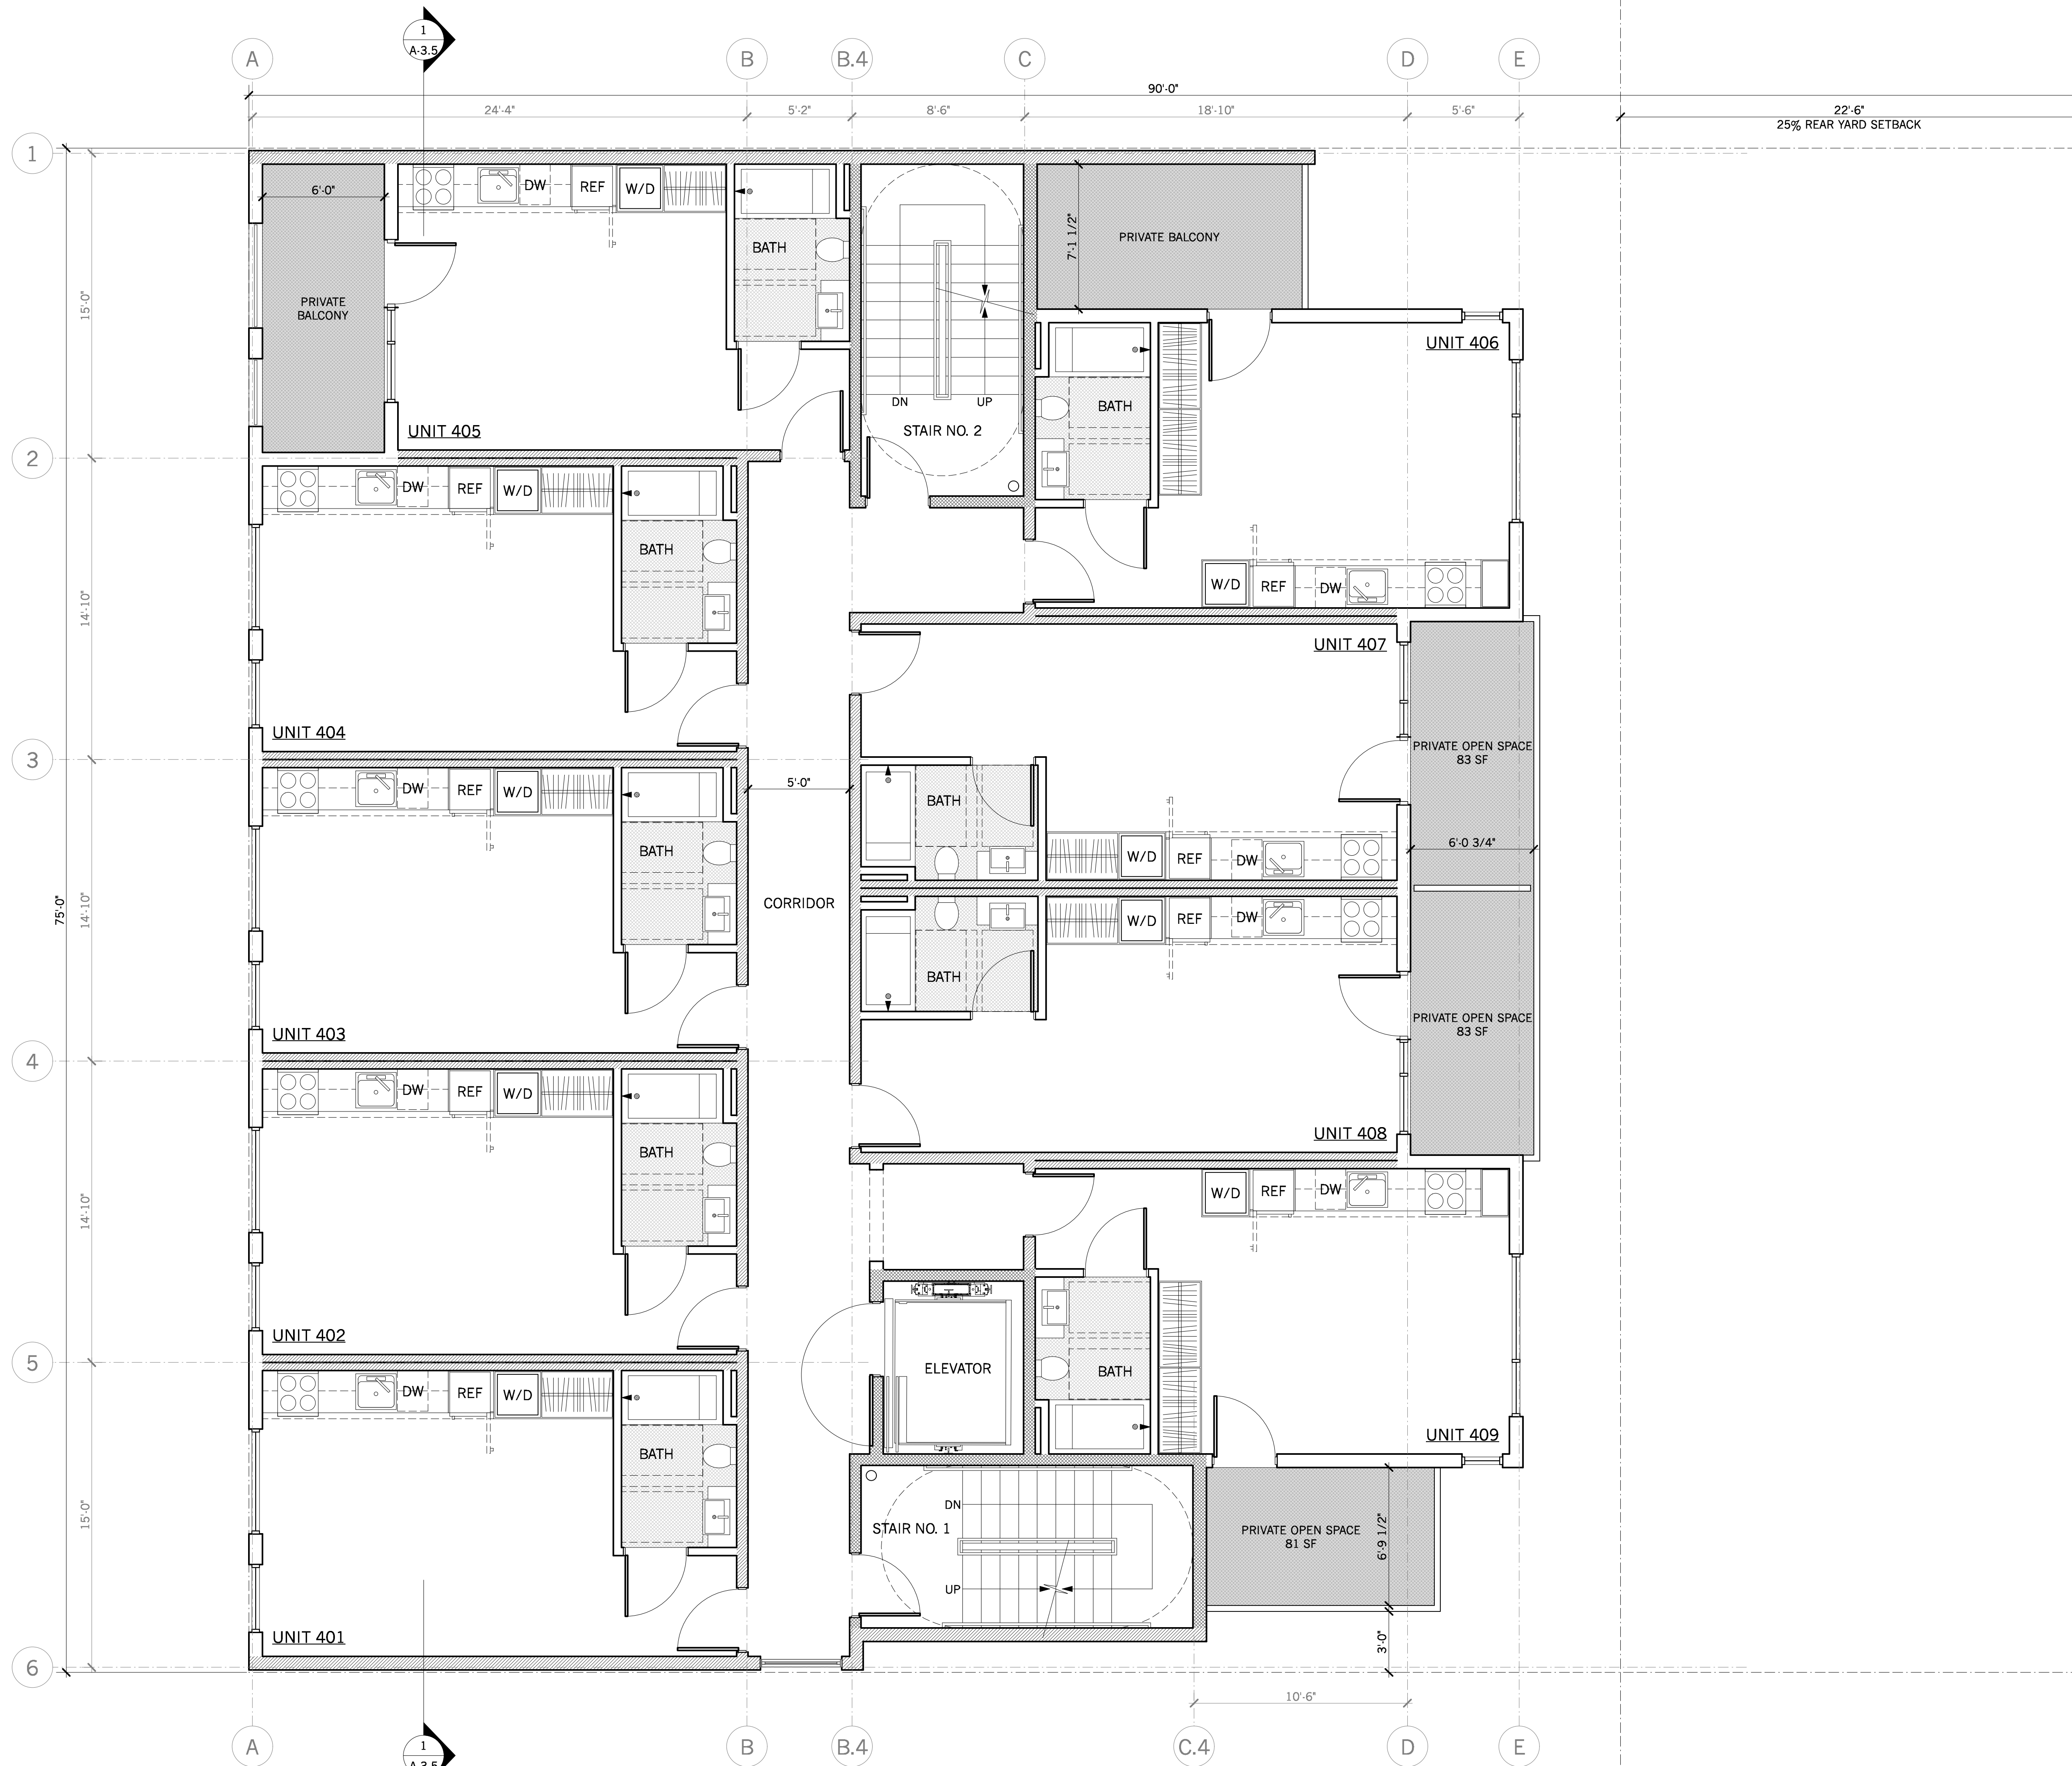 1
A-3.5
A
B
B.4
C
D
E
90'-0"
24'-4"
5'-2"
8'-6"
18'-10"
5'-6"
22'-6"
25% REAR YARD SETBACK
1
6'-0"
DW
REF
W/D
BATH
PRIVATE
BALCONY
7'-1 1/2"
PRIVATE BALCONY
15'-0"
UNIT 406
DN
UP
BATH
UNIT 405
STAIR NO. 2
2
DW
REF
W/D
BATH
14'-10"
W/D
REF
DW
UNIT 407
UNIT 404
3
PRIVATE OPEN SPACE
83 SF
DW
REF
W/D
5'-0"
BATH
BATH
W/D
REF
DW
6'-0 3/4"
75'-0"
14'-10"
CORRIDOR
W/D
REF
DW
BATH
PRIVATE OPEN SPACE
83 SF
UNIT 403
4
DW
REF
W/D
UNIT 408
BATH
14'-10"
W/D
REF
DW
UNIT 402
5
ELEVATOR
BATH
DW
REF
W/D
UNIT 409
BATH
15'-0"
DN
STAIR NO. 1
UP
PRIVATE OPEN SPACE
81 SF
6'-9 1/2"
UNIT 401
3'-0"
6
10'-6"
A
B
B.4
C.4
D
E
1
A-3.5